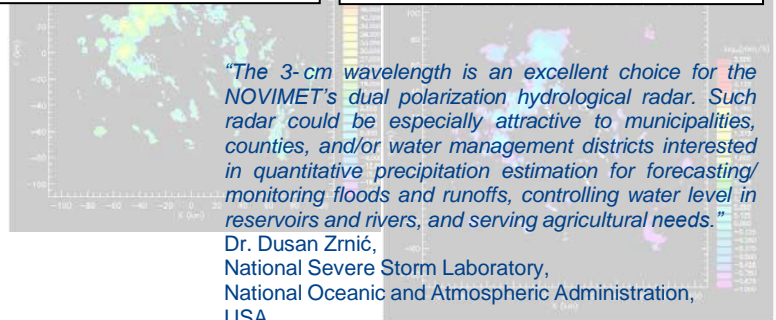 “The 3- cm wavelength is an excellent choice for the
NOVIMET’s dual polarization hydrological radar. Such
radar could be especially attractive to municipalities,
counties, and/or water management districts interested
in quantitative precipitation estimation for forecasting/
monitoring floods and runoffs, controlling water level in
reservoirs and rivers, and serving agricultural needs.”
Dr. Dusan Zrnić,
National Severe Storm Laboratory,
National Oceanic and Atmospheric Administration,
USA